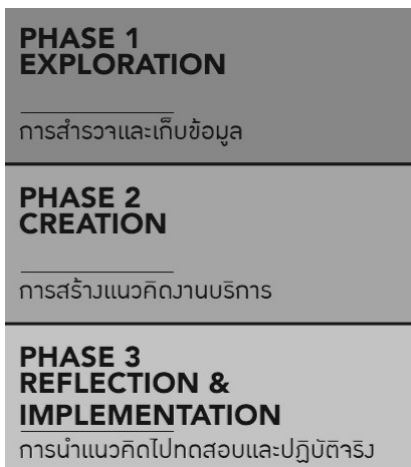 PHASE 1
EXPLORATION
การสำรวจและเก็บข้อมูล
PHASE 2
CREATION
การสร้างแนวคิดงานบริการ
PHASE 3
REFLECTION &
IMPLEMENTATION
การนำแนวคิดไปทดสอบและปฏิบัติจริง